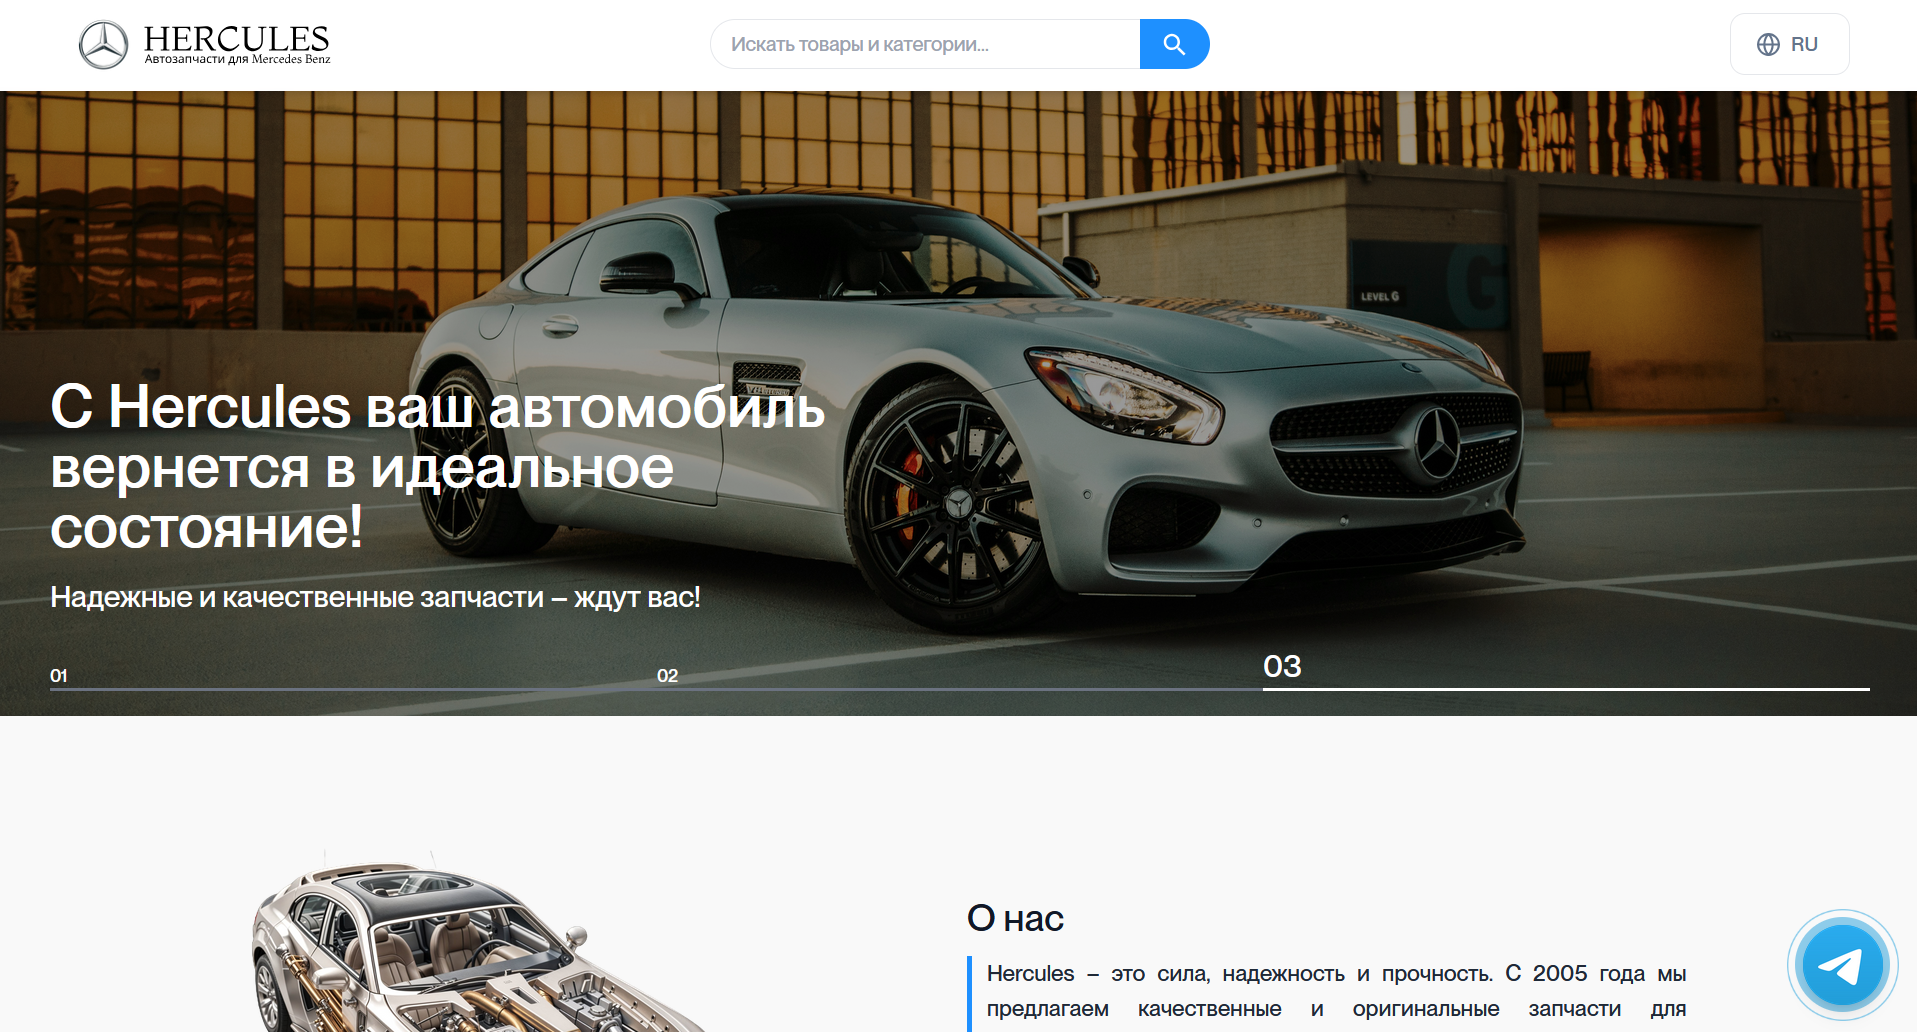 HERCULES
Автозапчасти для Mercedes Benz
Искать товары и категории...
RU
LEVEL G
G
С Hercules ваш автомобиль
вернется в идеальное
состояние!
Надежные и качественные запчасти – ждут вас!
01
02
03
О нас
Hercules – это сила, надежность и прочность. С 2005 года мы
предлагаем качественные и оригинальные запчасти для